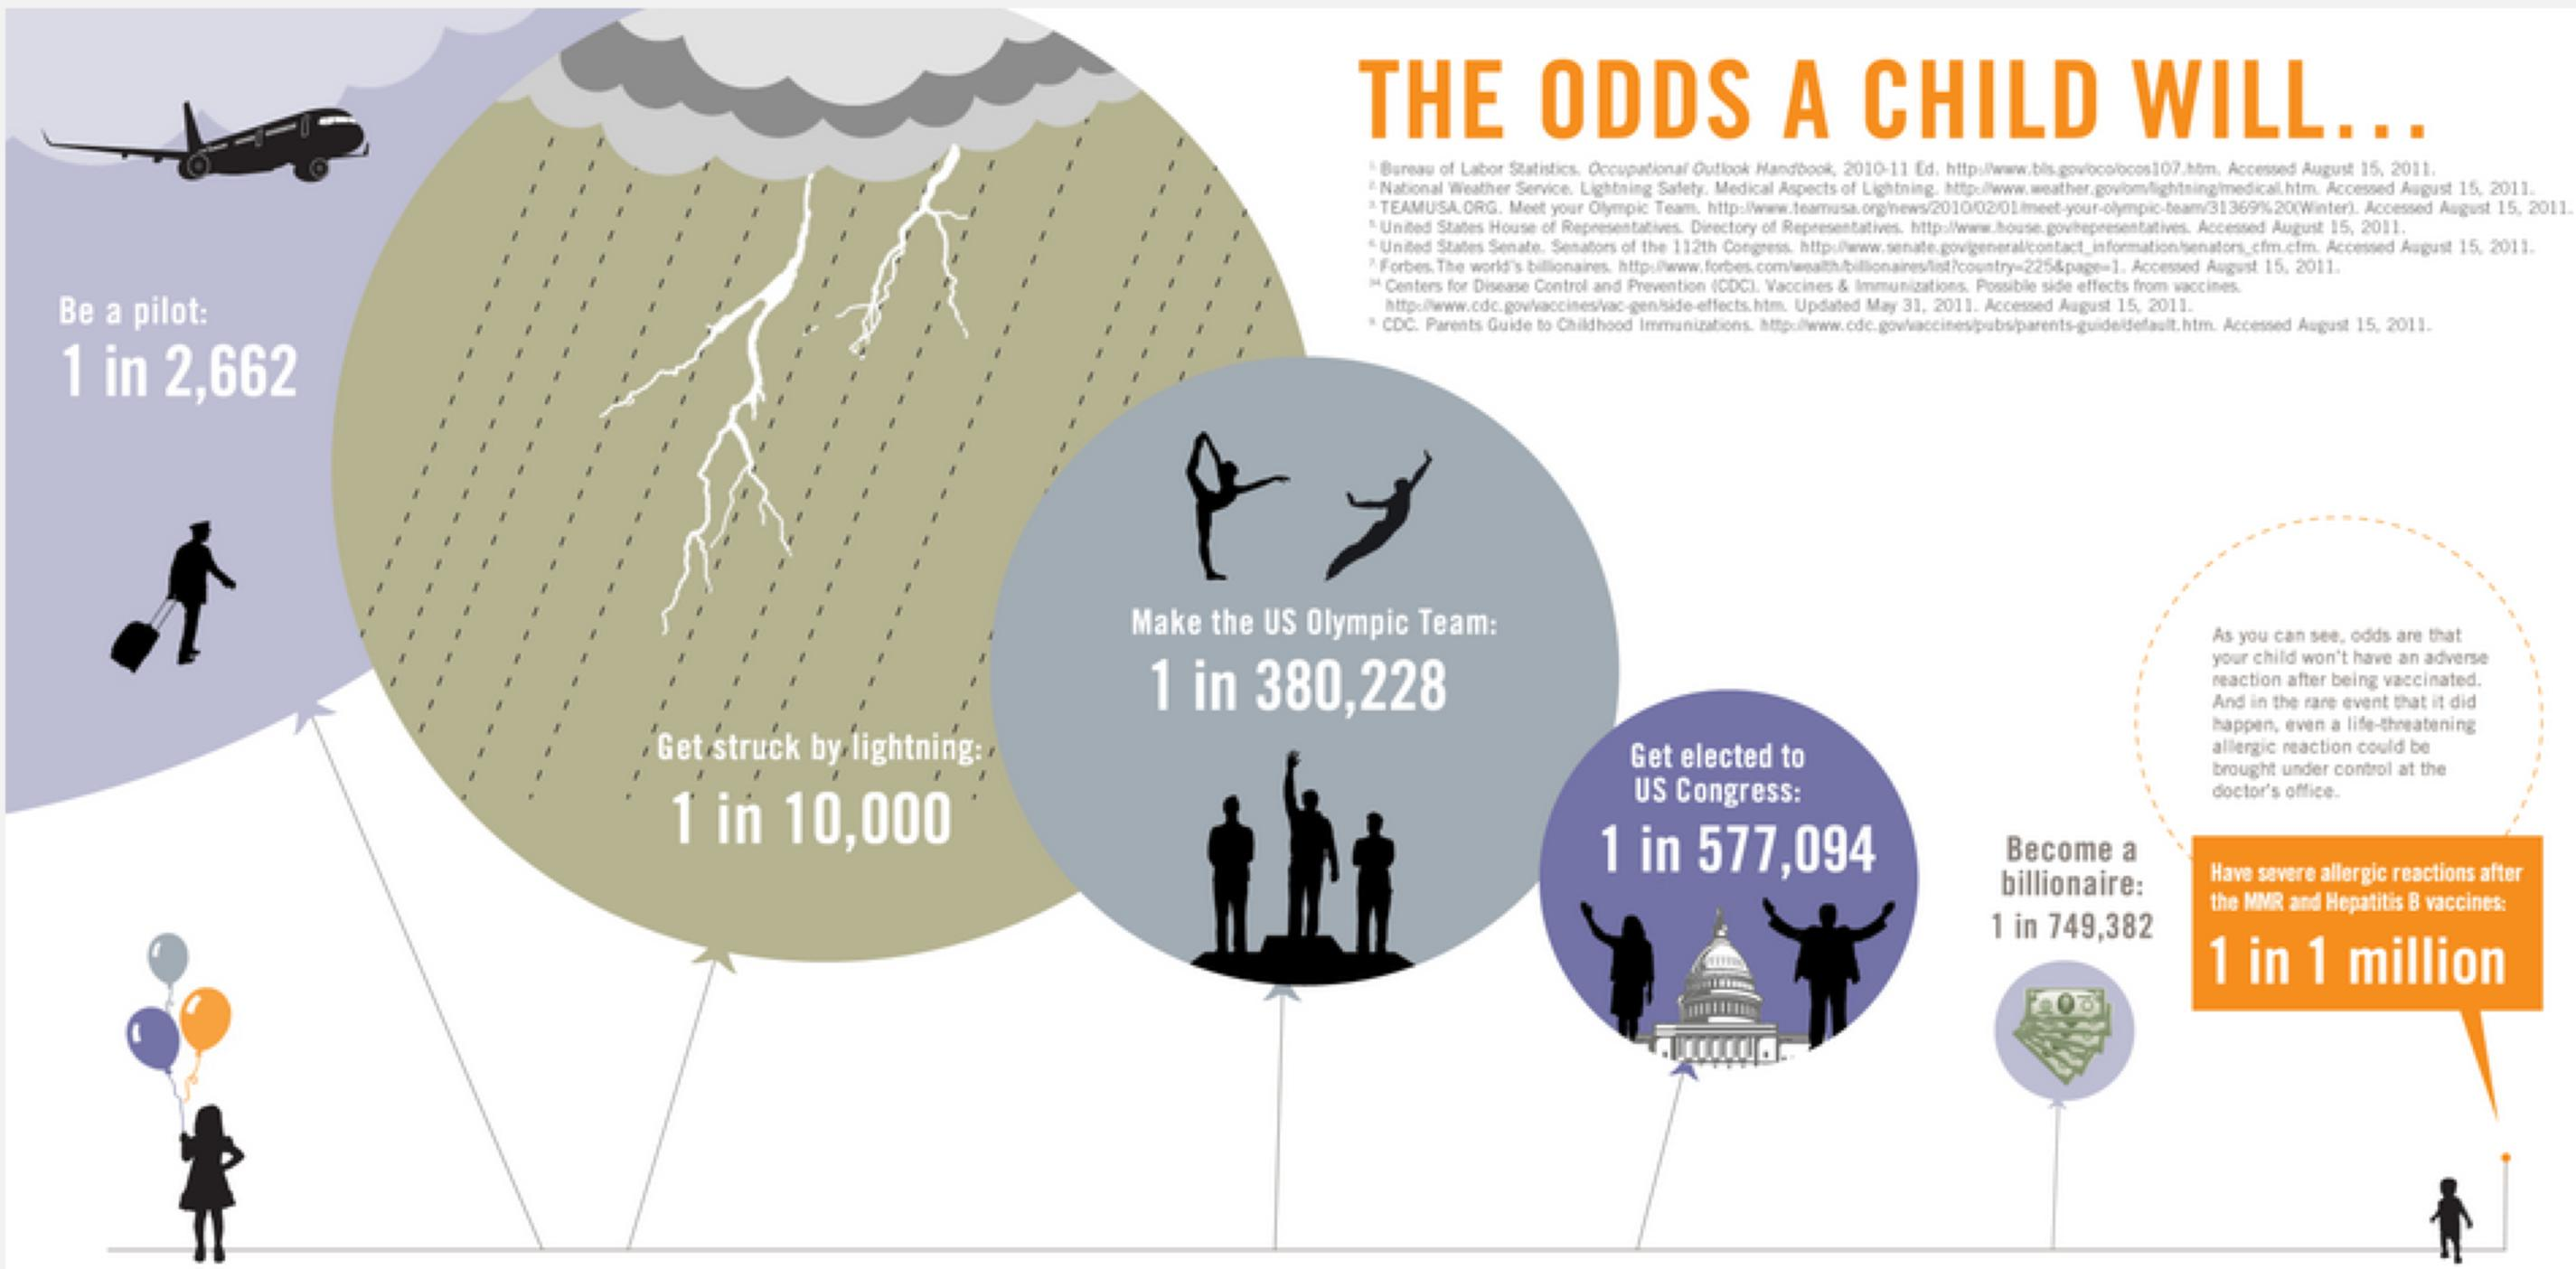 THE ODDS A CHILD WILL...
1. Bureau of Labor Statistics. Occupational Outlook Handbook, 2010-11 Ed. http://www.bls.gov/oco/ocos107.htm. Accessed August 15, 2011.
2. National Weather Service. Lightning Safety. Medical Aspects of Lightning. http://www.weather.gov/om/lightning/medical.htm. Accessed August 15, 2011.
3. TEAMUSA.ORG. Meet your Olympic Team. http://www.teamusa.org/news/2010/02/01/meet-your-olympic-team/31369%20(Winter). Accessed August 15, 2011.
United States House of Representatives. Directory of Representatives. http://www.house.gov/representatives. Accessed August 15, 2011.
United States Senate. Senators of the 112th Congress. http://www.senate.gov/general/contact_information/senators_cfm.cfm. Accessed August 15, 2011.
7. Forbes.The world's billionaires. http://www.forbes.com/wealth/billionaires/list?country=225&page=1. Accessed August 15, 2011.
Centers for Disease Control and Prevention (CDC). Vaccines & Immunizations. Possible side effects from vaccines.
http://www.cdc.gov/vaccines/vac-gen/side-effects.htm. Updated May 31, 2011. Accessed August 15, 2011.
CDC. Parents Guide to Childhood Immunizations. http://www.cdc.gov/vaccines/pubs/parents-guide/default.htm. Accessed August 15, 2011.
Be a pilot:
1 in 2,662
Get struck by lightning:
1 in 10,000
Make the US Olympic Team:
1 in 380,228
Get elected to
US Congress:
1 in 577,094
Become a
billionaire:
1 in 749,382
As you can see, odds are that
your child won't have an adverse
reaction after being vaccinated.
And in the rare event that it did
happen, even a life-threatening
allergic reaction could be
brought under control at the
doctor's office.
Have severe allergic reactions after
the MMR and Hepatitis B vaccines:
1 in 1 million